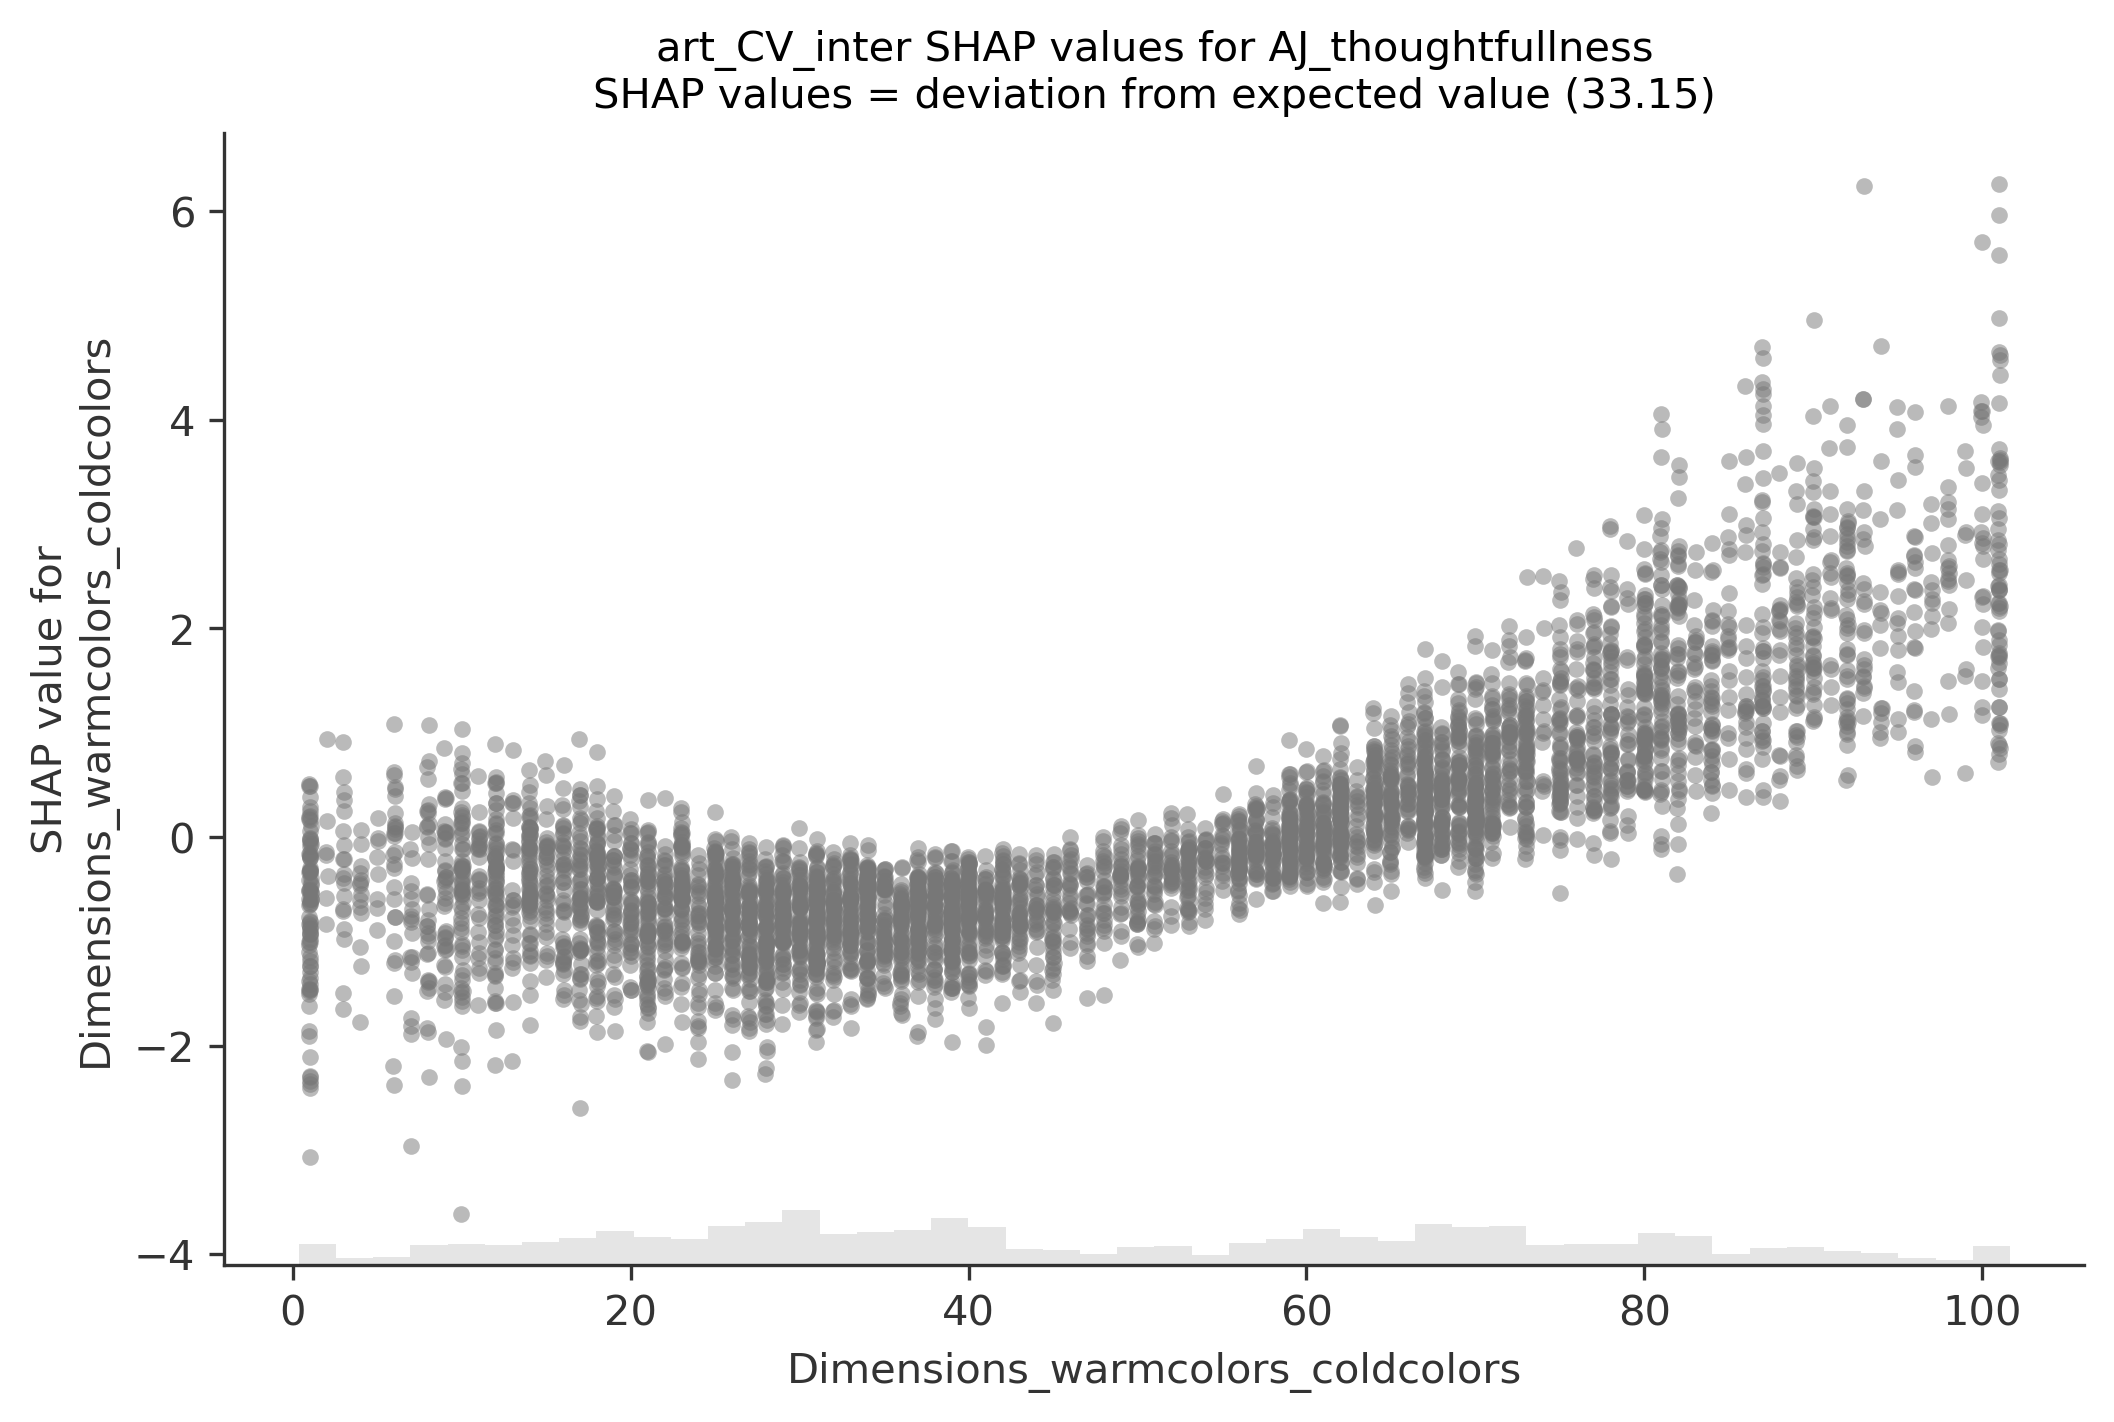 art_CV_inter SHAP values for AJ_thoughtfullness
SHAP values = deviation from expected value (33.15)
SHAP value for
Dimensions_warmcolors_coldcolors
6
4
2
0
−2
−4
0
20
40
60
80
100
Dimensions_warmcolors_coldcolors